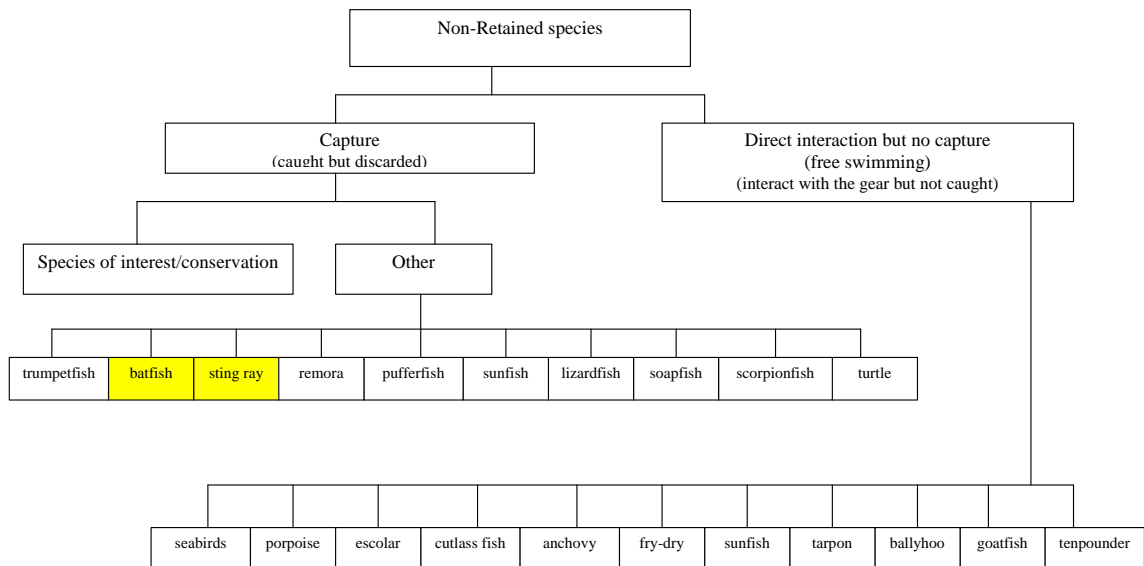 Non-Retained species
Capture
(caught but discarded)
Direct interaction but no capture
(free swimming)
(interact with the gear but not caught)
Species of interest/conservation
Other
trumpetfish
batfish
sting ray
remora
pufferfish
sunfish
lizardfish
soapfish
scorpionfish
turtle
seabirds
porpoise
escolar
cutlass fish
anchovy
fry-dry
sunfish
tarpon
ballyhoo
goatfish
tenpounder